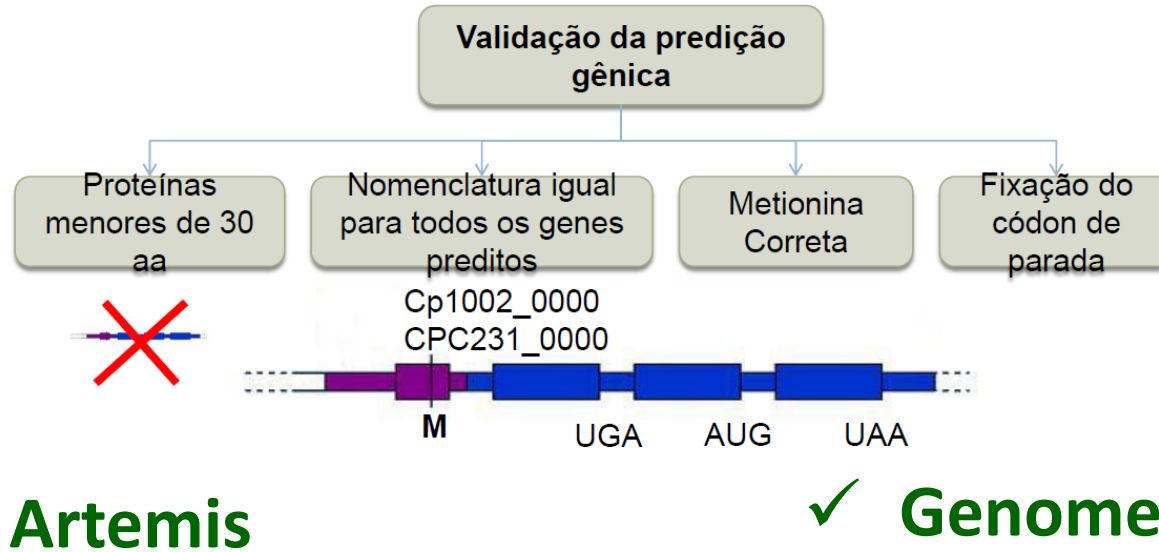 Validação da predição
gênica
Proteínas
menores de 30
aa
Nomenclatura igual
para todos os genes
preditos
Metionina
Correta
Fixação do
códon de
parada
Cp1002_0000
CPC231_0000
M
UGA
AUG
UAA
Artemis
✓ Genome